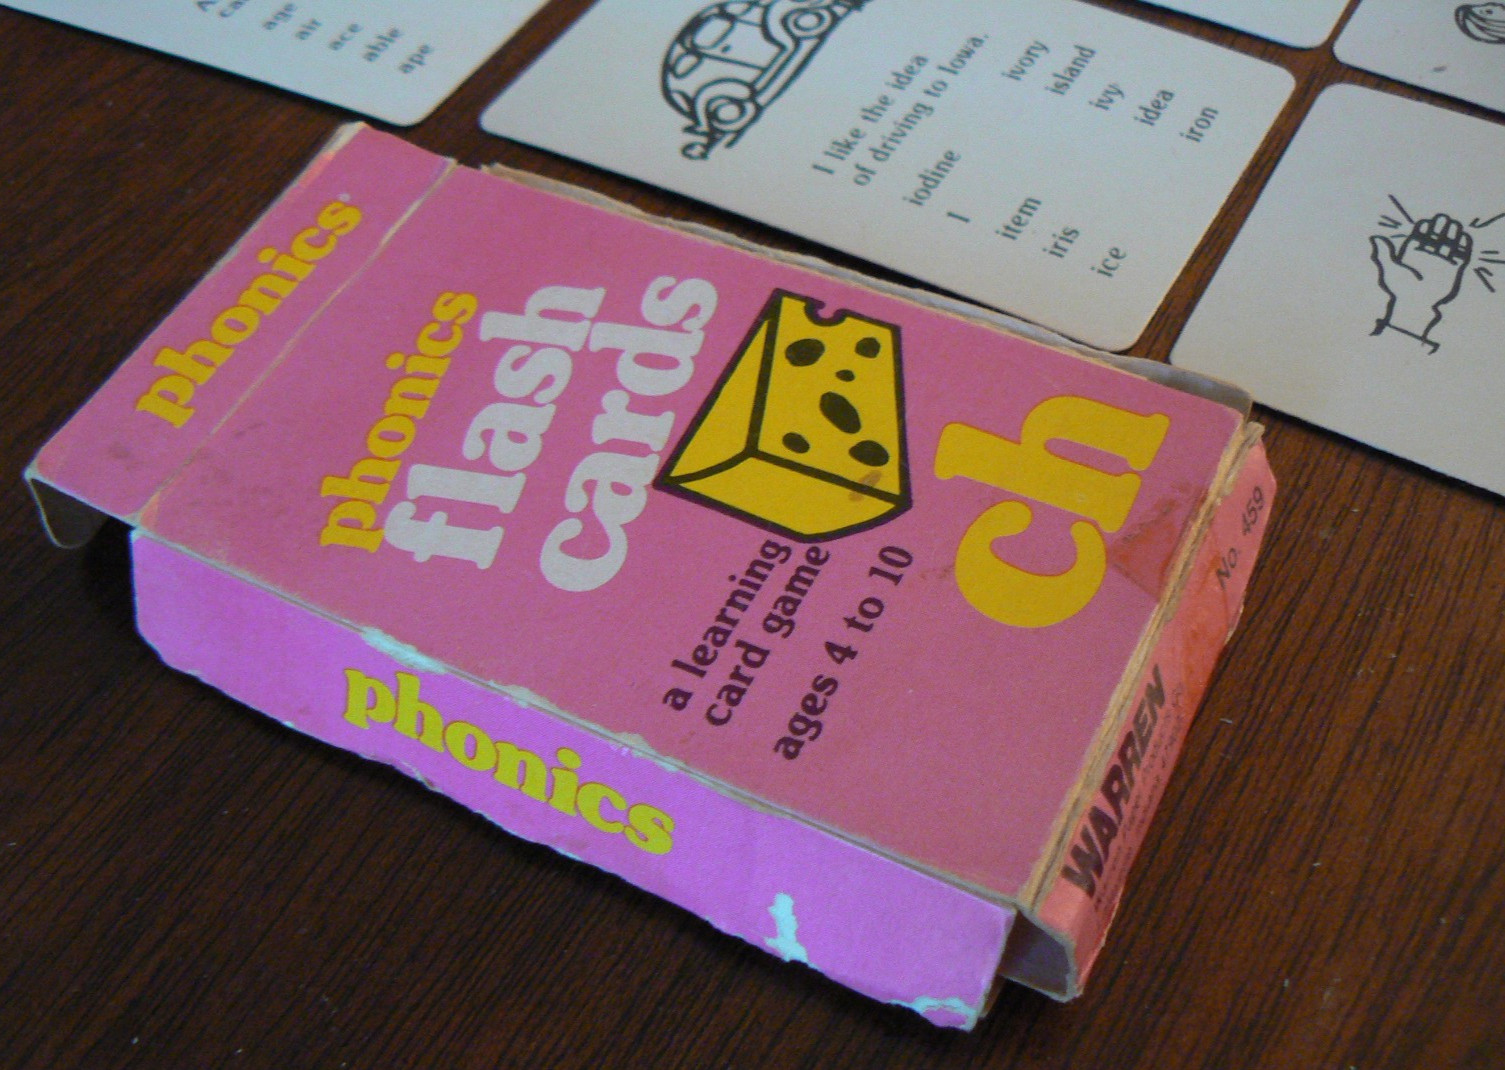 age
air
ace
able
ape
I like the idea
of driving to Iowa.
iodine
I
item
iris
ice
ivory
island
ivy
idea
iron
phonics
phonics
flash
cards
a learning
card game
ages 4 to 10
ch
phonics
No. 459
WARREN